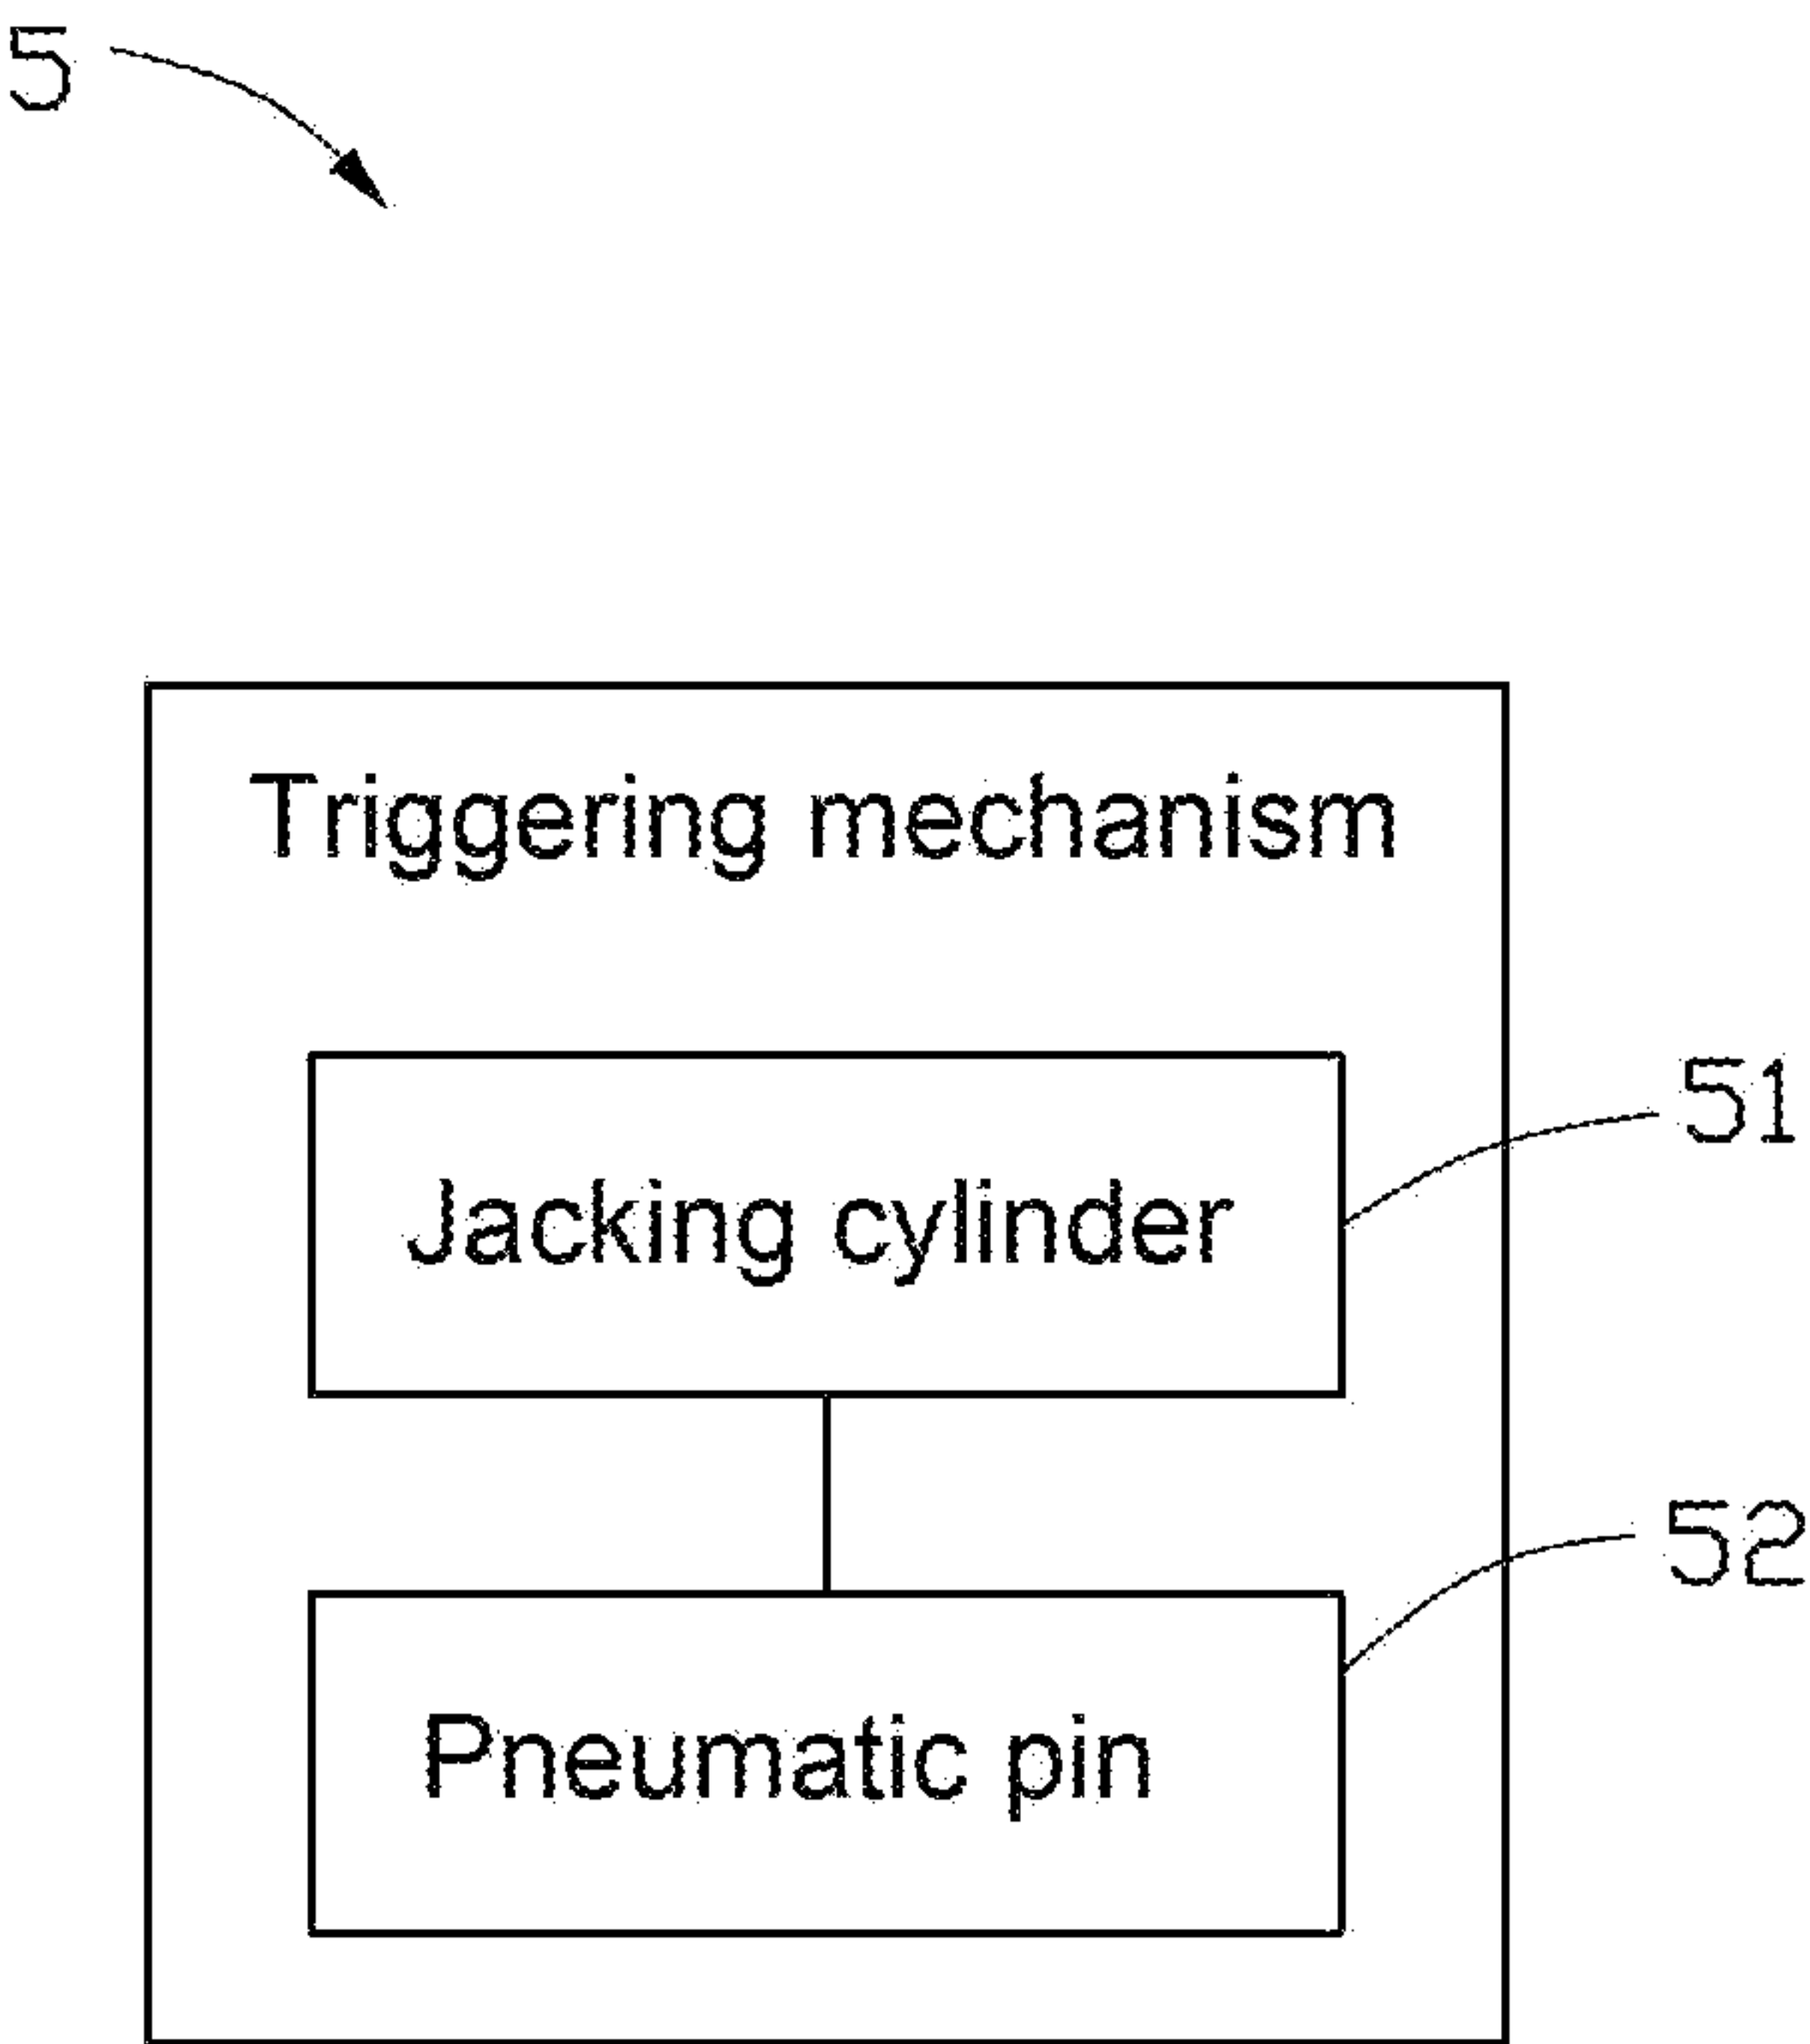 5
Triggering mechanism
51
Jacking cylinder
52
Pneumatic pin